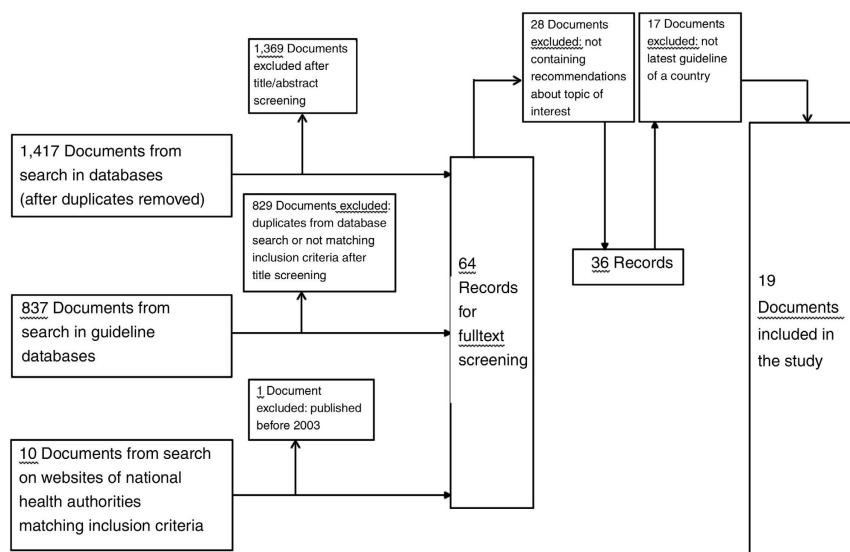 1,369 Documents
excluded after
title/abstract
screening
28 Documents
excluded: not
containing
recommendations
about topic of
interest
17 Documents
excluded: not
latest guideline
of a country
1,417 Documents from
search in databases
(after duplicates removed)
829 Documents excluded:
duplicates from database
search or not matching
inclusion criteria after
title screening
837 Documents from
search in guideline
databases
1 Document
excluded: published
before 2003
10 Documents from search
on websites of national
health authorities
matching inclusion criteria
64
Records
for
fulltext
screening
36 Records
19
Documents
included in
the study